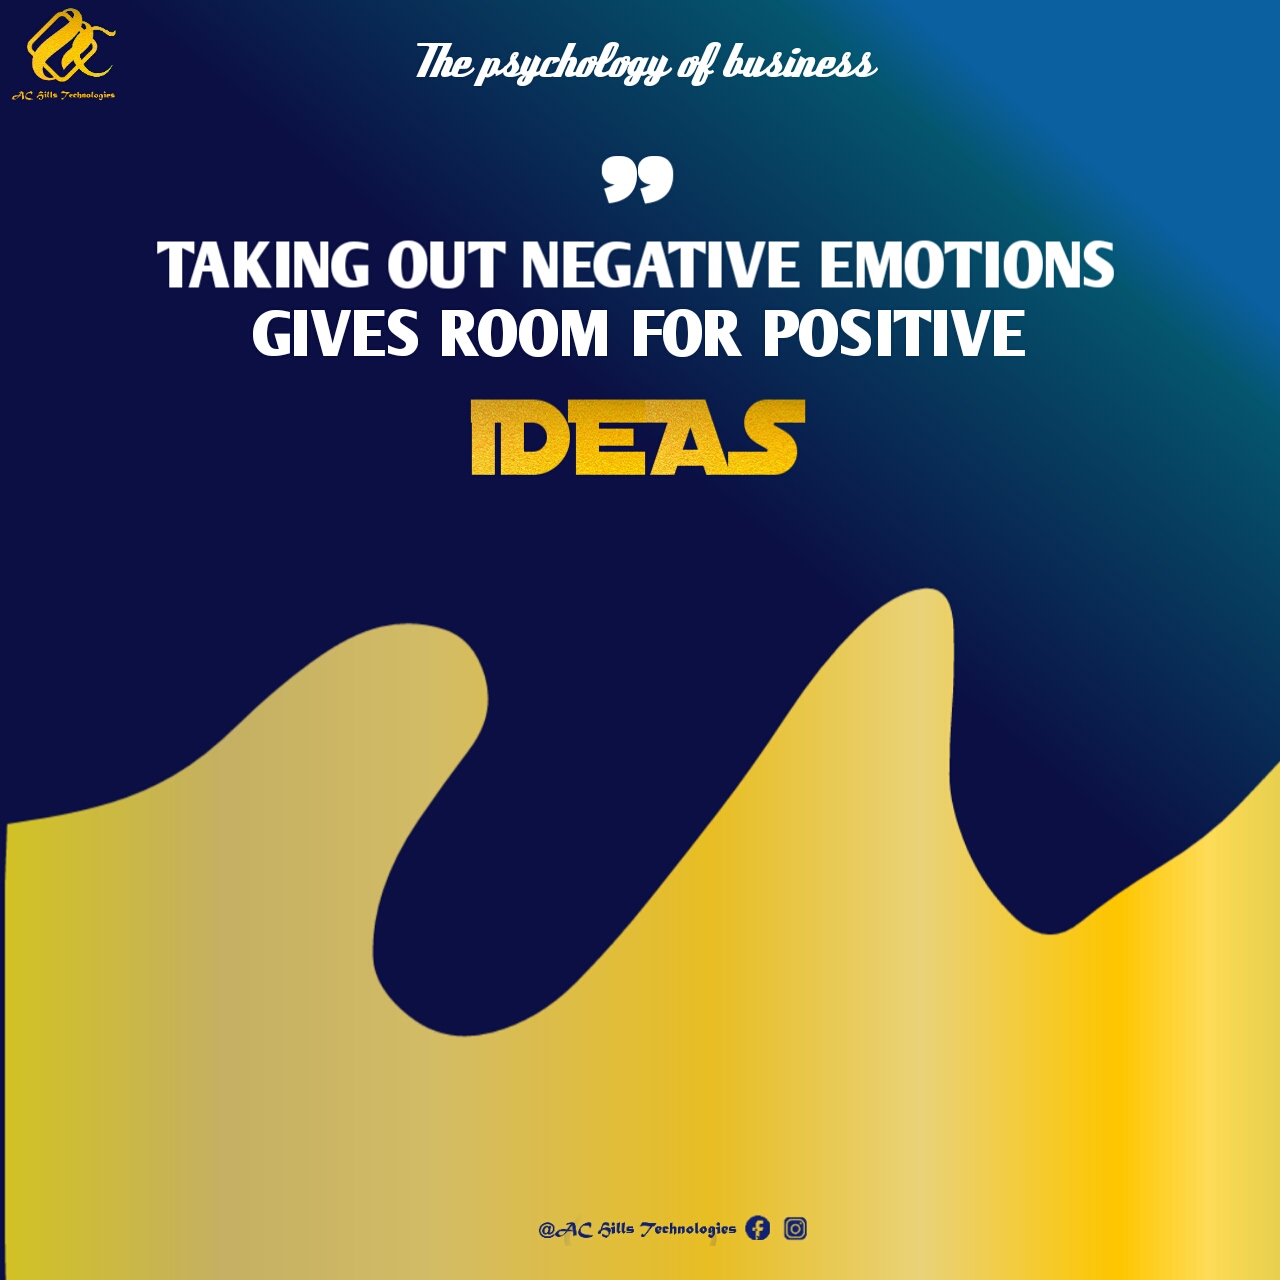 AC Hills Technologies
The psychology of business
”
TAKING OUT NEGATIVE EMOTIONS
GIVES ROOM FOR POSITIVE
IDEAS
@AC Hills Technologies